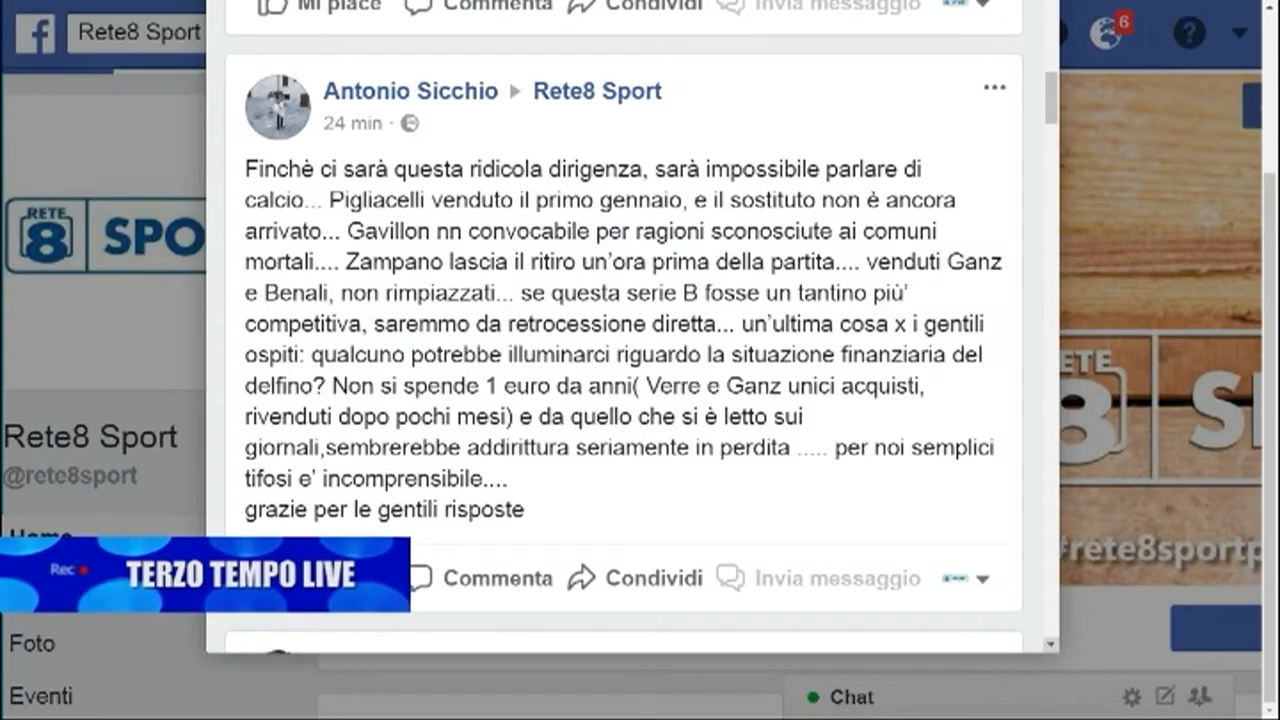 Mi piace Commenta Condividi Invia messaggio
Rete8 Sport
6
?
Antonio Sicchio Rete8 Sport
24 min
Finchè ci sarà questa ridicola dirigenza, sarà impossibile parlare di
calcio... Pigliacelli venduto il primo gennaio, e il sostituto non è ancora
arrivato... Gavillon nn convocabile per ragioni sconosciute ai comuni
mortali.... Zampano lascia il ritiro un'ora prima della partita.... venduti Ganz
e Benali, non rimpiazzati... se questa serie B fosse un tantino più'
competitiva, saremmo da retrocessione diretta... un'ultima cosa x i gentili
ospiti: qualcuno potrebbe illuminarci riguardo la situazione finanziaria del
delfino? Non si spende 1 euro da anni( Verre e Ganz unici acquisti,
rivenduti dopo pochi mesi) e da quello che si è letto sui
giornali,sembrerebbe addirittura seriamente in perdita ..... per noi semplici
tifosi e' incomprensibile....
grazie per le gentili risposte
Commenta Condividi Invia messaggio
RETE
8 SPO
Rete8 Sport
@rete8sport
Home
Rec TERZO TEMPO LIVE
Foto
Eventi
ETE
8 S
#rete8sportp
Chat